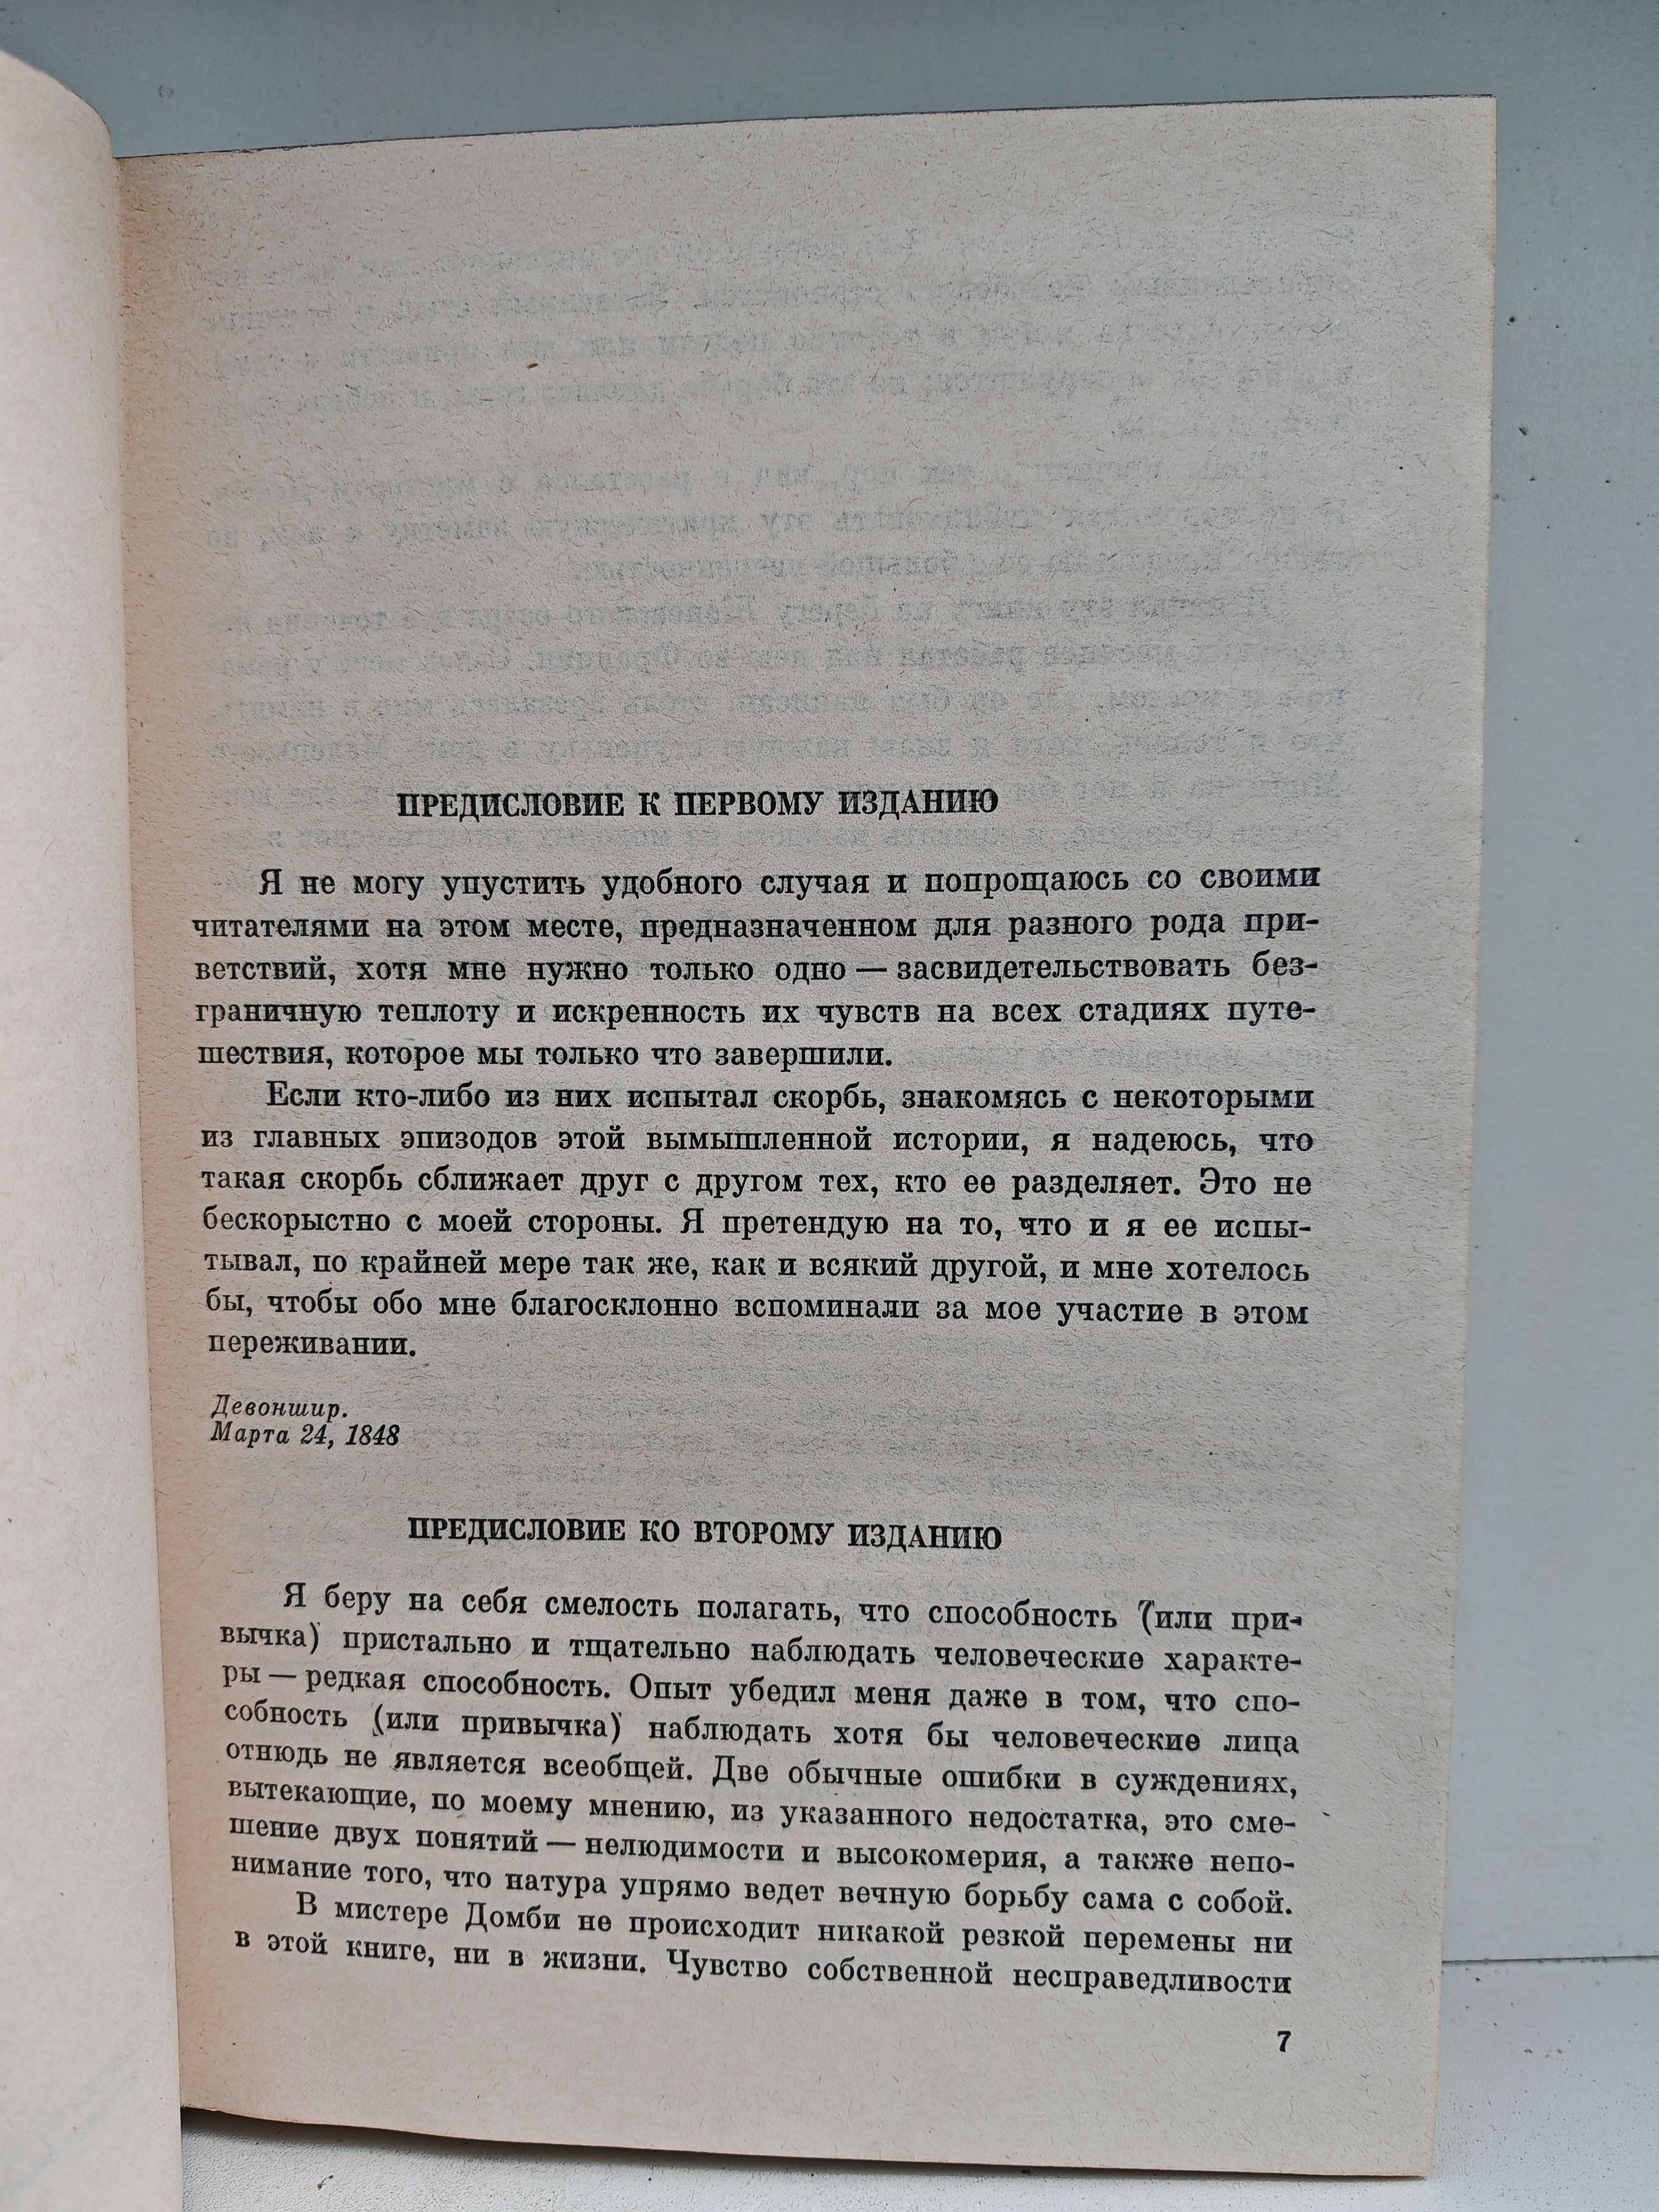 ПРЕДИСЛОВИЕ К ПЕРВОМУ ИЗДАНИЮ
Я не могу упустить удобного случая и попрощаюсь со своими
читателями на этом месте, предназначенном для разного рода при-
ветствий, хотя мне нужно только одно — засвидетельствовать без-
граничную теплоту и искренность их чувств на всех стадиях путе-
шествия, которое мы только что завершили.
Если кто-либо из них испытал скорбь, знакомясь с некоторыми
из главных эпизодов этой вымышленной истории, я надеюсь, что
такая скорбь сближает друг с другом тех, кто ее разделяет. Это не
бескорыстно с моей стороны. Я претендую на то, что и я ее испы-
тывал, по крайней мере так же, как и всякий другой, и мне хотелось
бы, чтобы обо мне благосклонно вспоминали за мое участие в этом
переживании.
Девоншир.
Марта 24, 1848
ПРЕДИСЛОВИЕ КО ВТОРОМУ ИЗДАНИЮ
Я беру на себя смелость полагать, что способность (или при-
вычка) пристально и тщательно наблюдать человеческие характе-
ры — редкая способность. Опыт убедил меня даже в том, что спо-
собность (или привычка) наблюдать хотя бы человеческие лица
отнюдь не является всеобщей. Две обычные ошибки в суждениях,
вытекающие, по моему мнению, из указанного недостатка, это сме-
шение двух понятий — нелюдимости и высокомерия, а также непо-
нимание того, что натура упрямо ведет вечную борьбу сама с собой.
В мистере Домби не происходит никакой резкой перемены ни
в этой книге, ни в жизни. Чувство собственной несправедливости
7